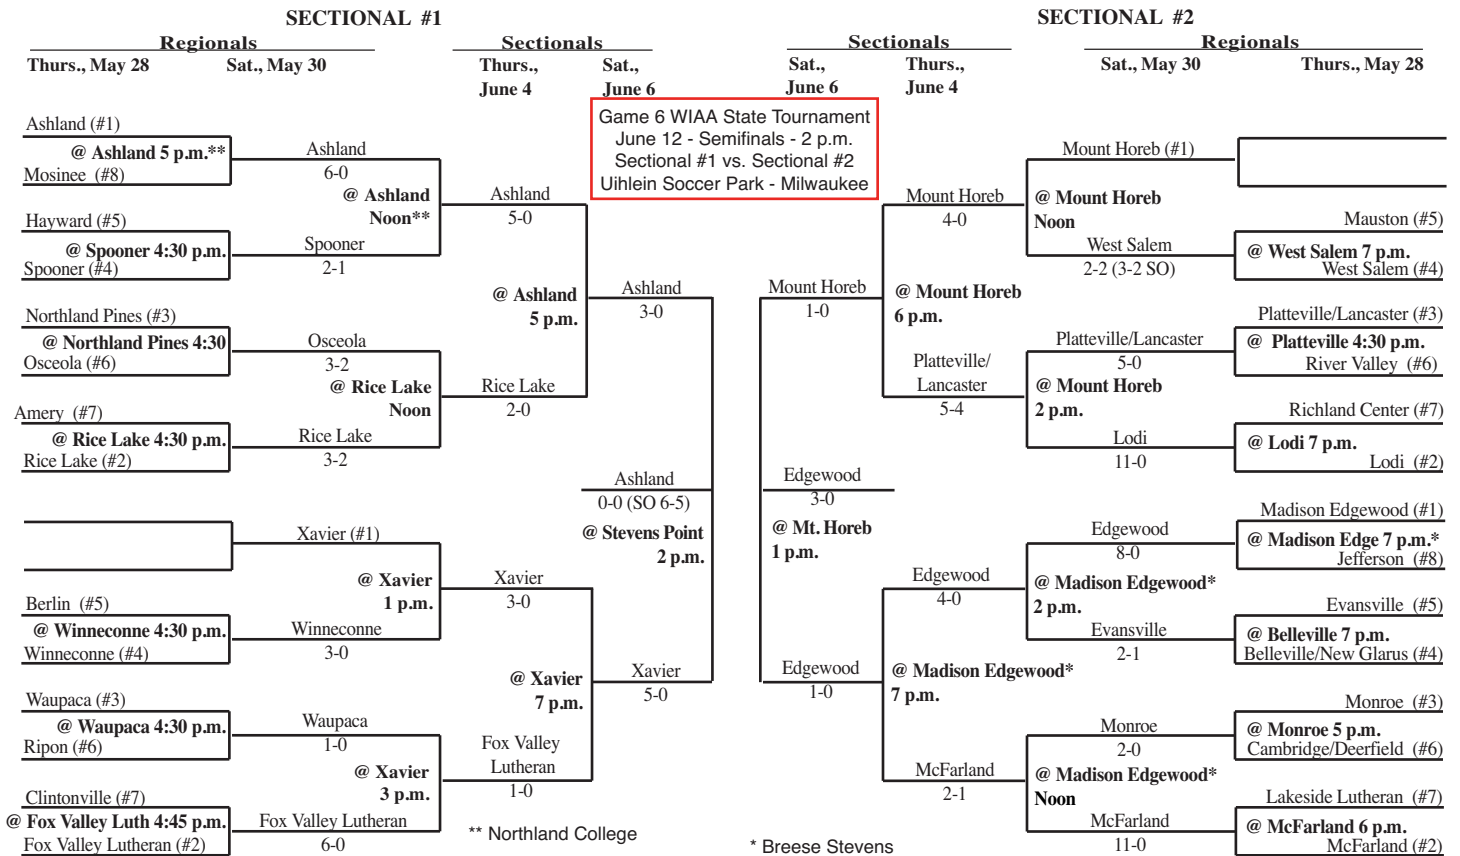 SECTIONAL #1
Regionals
Sectionals
Thurs., May 28
Sat., May 30
Thurs.,
June 4
Sat.,
June 6
Ashland (#1)
@ Ashland 5 p.m.**
Mosinee (#8)
Hayward (#5)
@ Spooner 4:30 p.m.
Spooner (#4)
Northland Pines (#3)
@ Northland Pines 4:30
Osceola (#6)
Amery (#7)
@ Rice Lake 4:30 p.m.
Rice Lake (#2)
Berlin (#5)
@ Winneconne 4:30 p.m.
Winneconne (#4)
Waupaca (#3)
@ Waupaca 4:30 p.m.
Ripon (#6)
Clintonville (#7)
@ Fox Valley Luth 4:45 p.m.
Fox Valley Lutheran (#2)
Ashland
6-0
@ Ashland
Noon**
Spooner
2-1
Osceola
3-2
@ Rice Lake
Noon
Rice Lake
3-2
Xavier (#1)
@ Xavier
1 p.m.
Winneconne
3-0
Waupaca
1-0
@ Xavier
3 p.m.
Fox Valley Lutheran
6-0
Ashland
5-0
@ Ashland
5 p.m.
Rice Lake
2-0
Xavier
3-0
@ Xavier
7 p.m.
Fox Valley
Lutheran
1-0
** Northland College
Ashland
3-0
Ashland
0-0 (SO 6-5)
@ Stevens Point
2 p.m.
Xavier
5-0
Game 6 WIAA State Tournament
June 12 - Semifinals - 2 p.m.
Sectional #1 vs. Sectional #2
Uihlein Soccer Park - Milwaukee
SECTIONAL #2
Sectionals
Regionals
Sat.,
June 6
Thurs.,
June 4
Sat., May 30
Thurs., May 28
Mount Horeb
1-0
Edgewood
3-0
@ Mt. Horeb
1 p.m.
Edgewood
1-0
Mount Horeb
4-0
@ Mount Horeb
6 p.m.
Platteville/
Lancaster
5-4
Edgewood
4-0
@ Madison Edgewood*
7 p.m.
McFarland
2-1
* Breese Stevens
Mount Horeb (#1)
@ Mount Horeb
Noon
West Salem
2-2 (3-2 SO)
Platteville/Lancaster
5-0
@ Mount Horeb
2 p.m.
Lodi
11-0
Edgewood
8-0
@ Madison Edgewood*
2 p.m.
Evansville
2-1
Monroe
2-0
@ Madison Edgewood*
Noon
McFarland
11-0
Mauston (#5)
@ West Salem 7 p.m.
West Salem (#4)
Platteville/Lancaster (#3)
@ Platteville 4:30 p.m.
River Valley (#6)
Richland Center (#7)
@ Lodi 7 p.m.
Lodi (#2)
Madison Edgewood (#1)
@ Madison Edge 7 p.m.*
Jefferson (#8)
Evansville (#5)
@ Belleville 7 p.m.
Belleville/New Glarus (#4)
Monroe (#3)
@ Monroe 5 p.m.
Cambridge/Deerfield (#6)
Lakeside Lutheran (#7)
@ McFarland 6 p.m.
McFarland (#2)